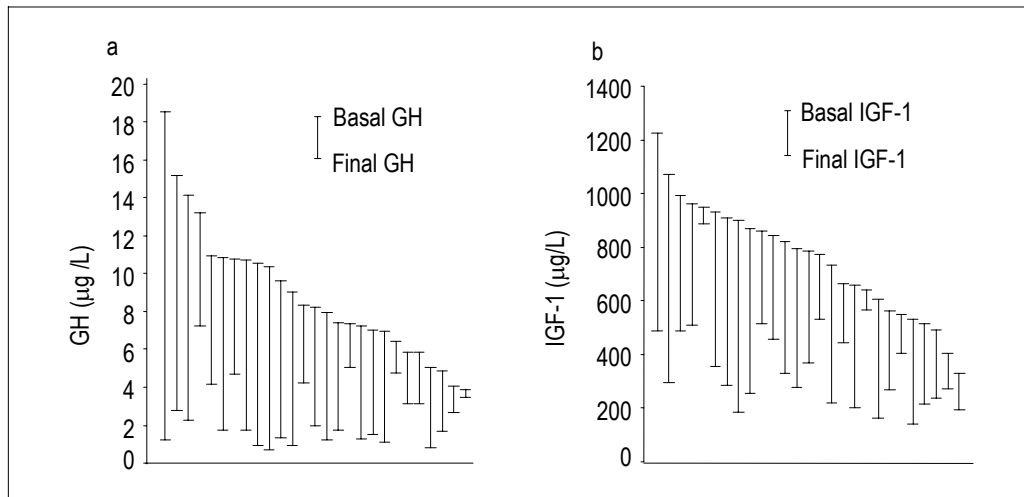 a
20
18
16
14
12
10
8
6
4
2
0
GH (µg /L)
Basal GH
Final GH
b
1400
1200
1000
800
600
400
200
0
IGF-1 (µg/L)
Basal IGF-1
Final IGF-1